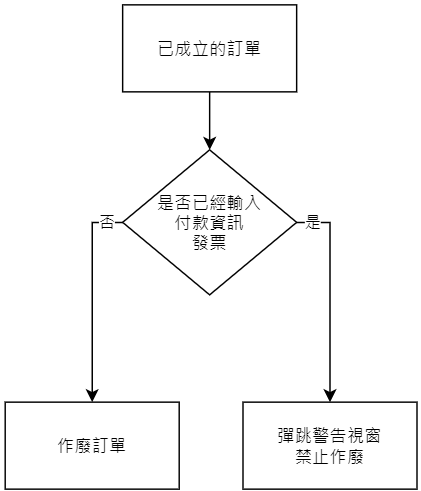 已成立的訂單
是否已經輸入
付款資訊
發票
否
是
作廢訂單
彈跳警告視窗
禁止作廢